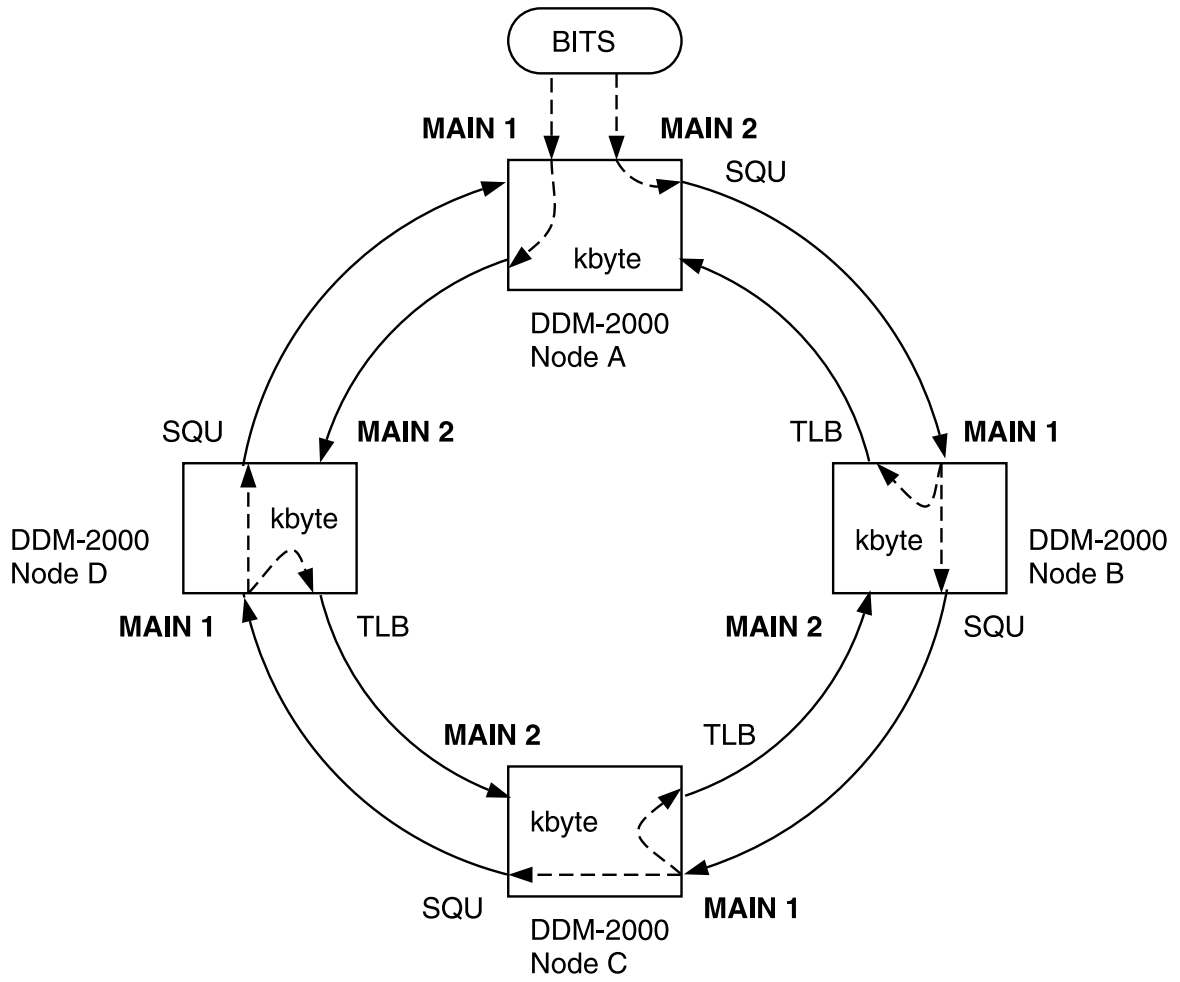 BITS
MAIN 1
MAIN 2
SQU
kbyte
DDM-2000
Node A
SQU
MAIN 2
TLB
MAIN 1
kbyte
DDM-2000
Node D
kbyte
DDM-2000
Node B
MAIN 1
TLB
MAIN 2
SQU
MAIN 2
TLB
kbyte
SQU
MAIN 1
DDM-2000
Node C